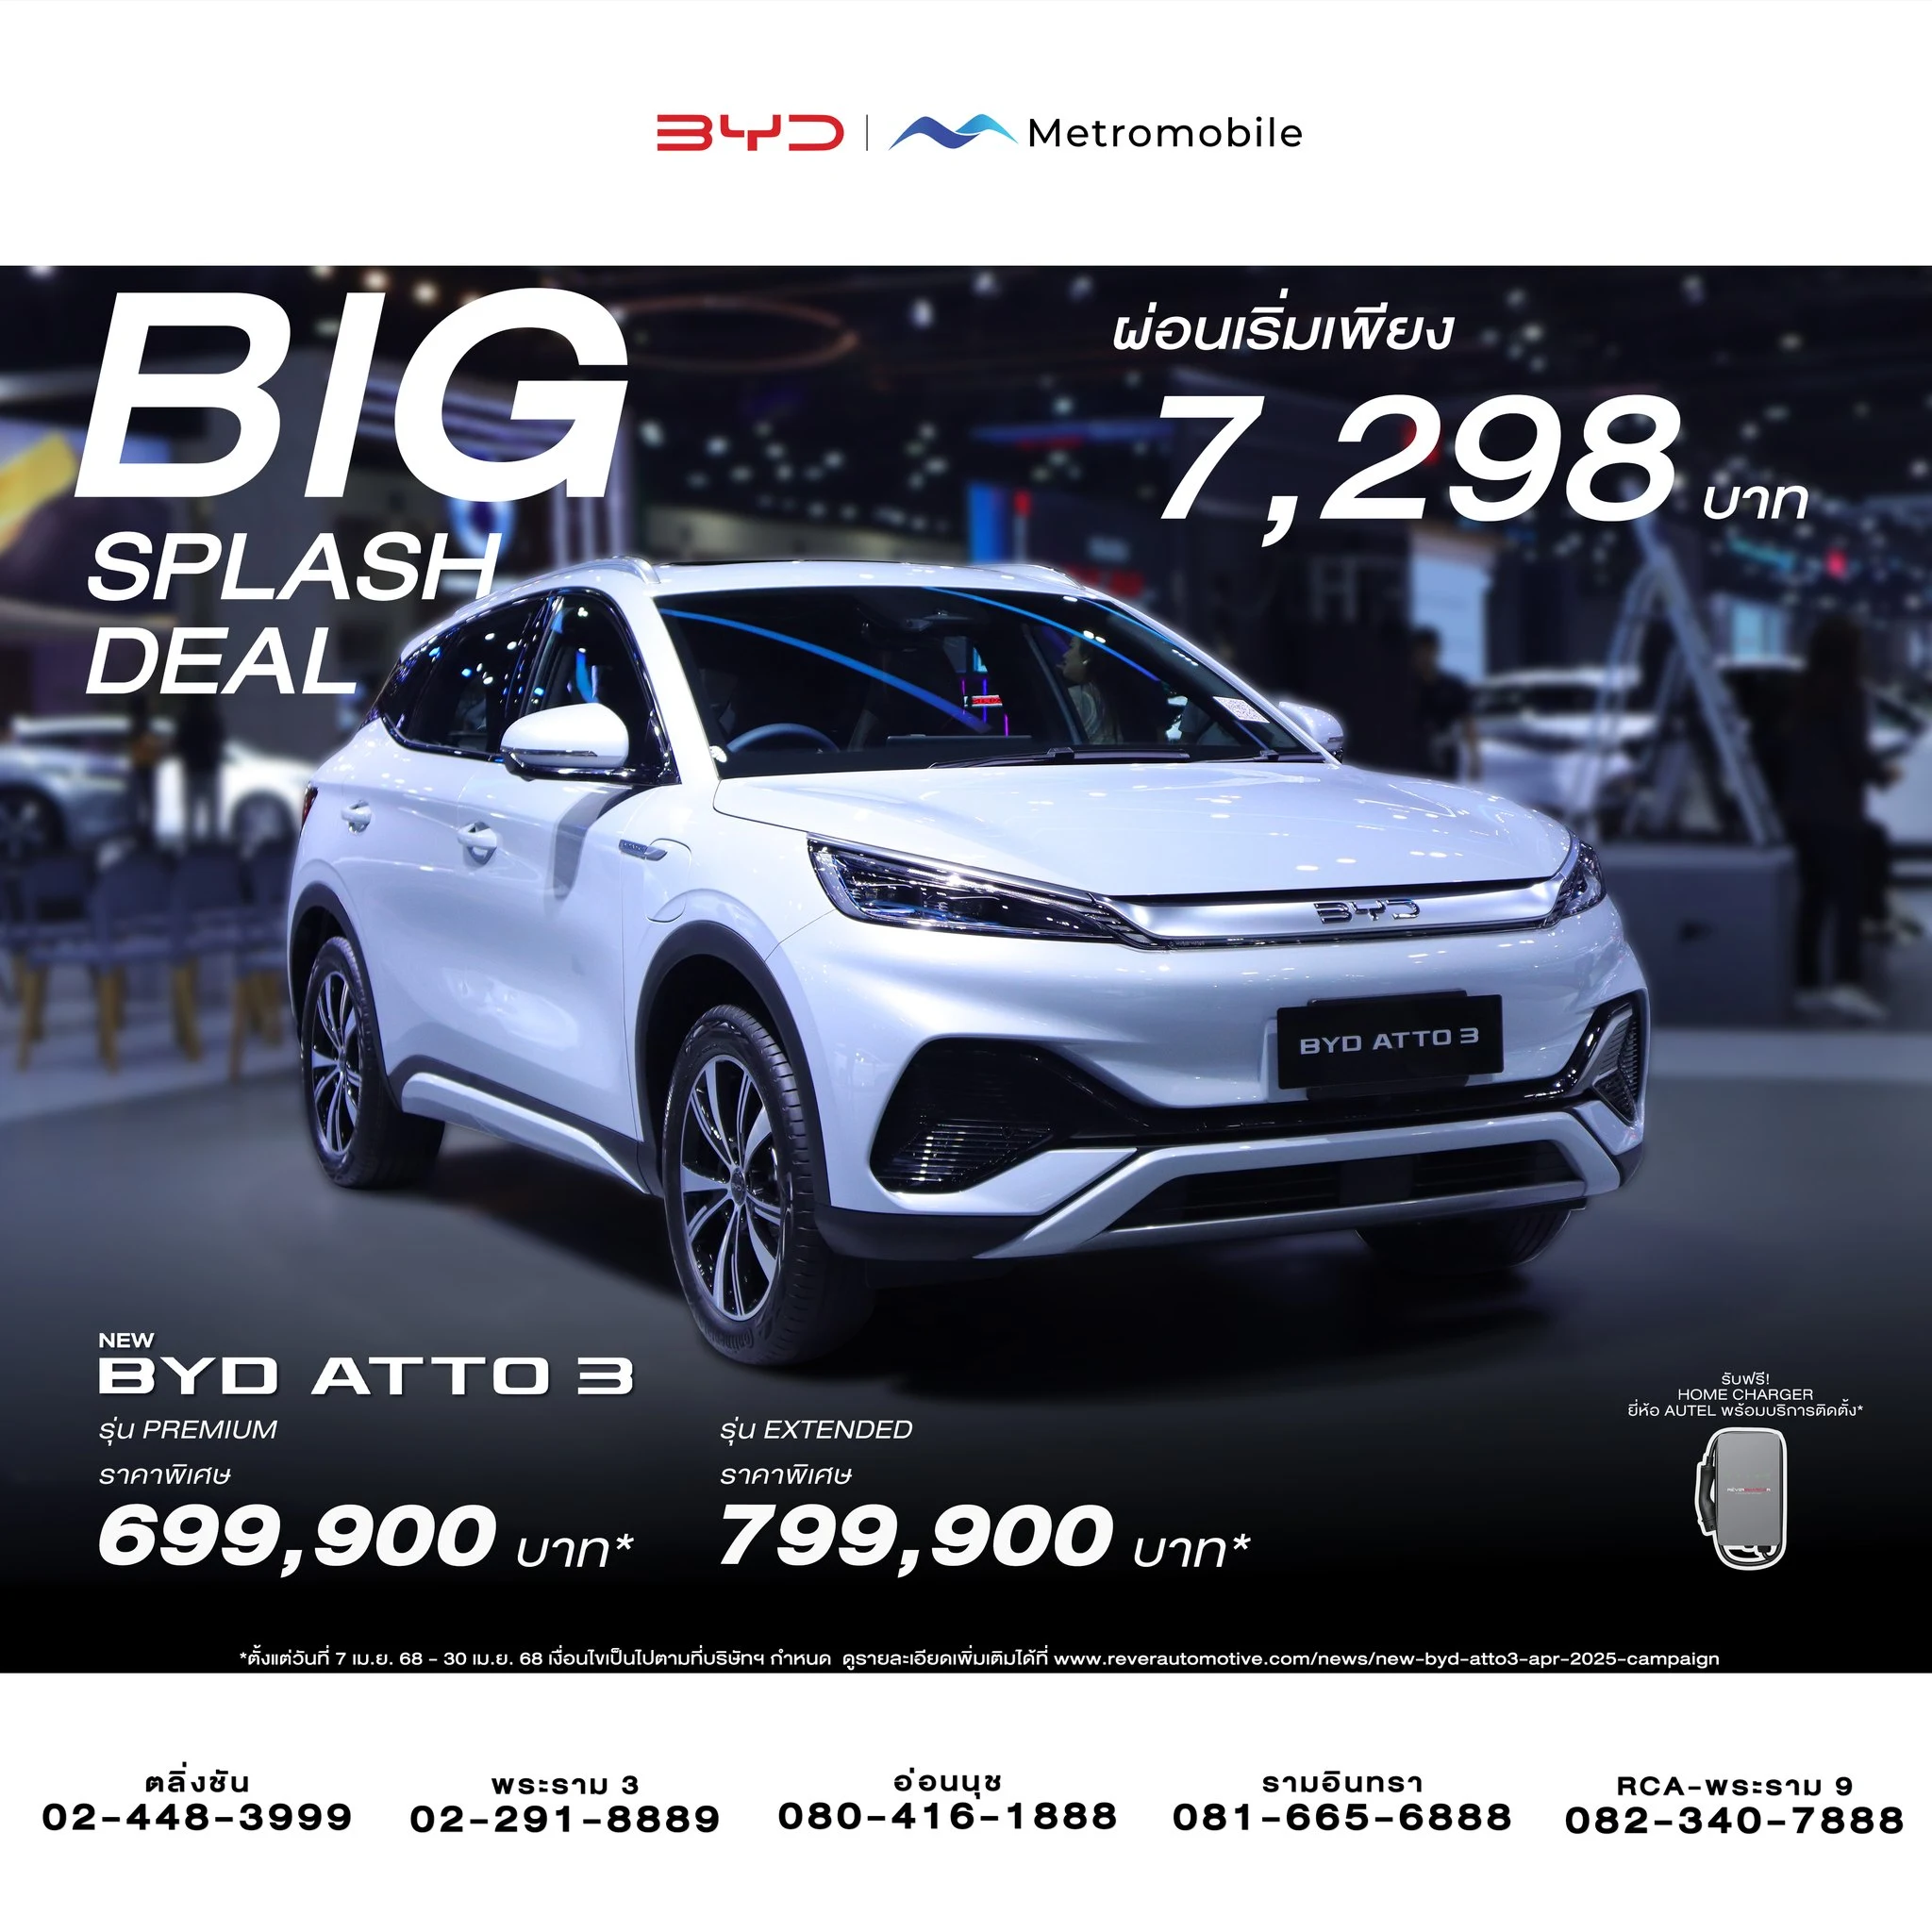 BYD | Metromobile
BIG
SPLASH
DEAL
ผ่อนเริ่มเพียง
7,298 บาท
BYD
BYD ATTO 3
NEW
BYD ATTO 3
รุ่น PREMIUM
ราคาพิเศษ
699,900 บาท*
รุ่น EXTENDED
ราคาพิเศษ
799,900 บาท*
รับฟรี!
HOME CHARGER
ยี่ห้อ AUTEL พร้อมบริการติดตั้ง*
*ตั้งแต่วันที่ 7 เม.ย. 68 - 30 เม.ย. 68 เงื่อนไขเป็นไปตามที่บริษัทฯ กำหนด ดูรายละเอียดเพิ่มเติมได้ที่ www.reverautomotive.com/news/new-byd-atto3-apr-2025-campaign
ตลิ่งชัน
02-448-3999
พระราม 3
02-291-8889
อ่อนนุช
080-416-1888
รามอินทรา
081-665-6888
RCA-พระราม 9
082-340-7888